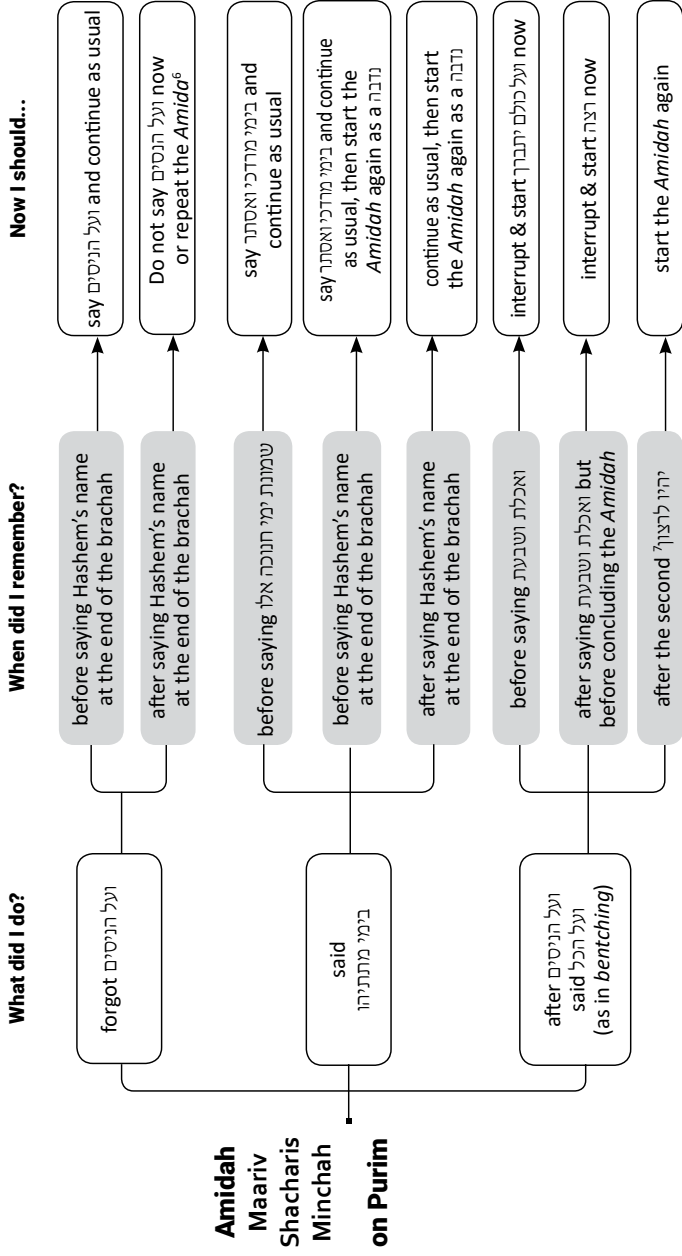 What did I do?
When did I remember?
Now I should...
Amidah
Maariv
Shacharis
Minchah
on Purim
forgot ועל הניסים
before saying Hashem's name
at the end of the brachah
say ועל הניסים and continue as usual
after saying Hashem's name
at the end of the brachah
Do not say ועל הנסים now
or repeat the Amida6
said
בימי מתתיהו
before saying שמונת ימי חנוכה אלו
say בימי מרדכי ואסתר and
continue as usual
before saying Hashem's name
at the end of the brachah
say בימי מרדכי ואסתר and continue
as usual, then start the
Amidah again as a נדבה
after saying Hashem's name
at the end of the brachah
continue as usual, then start
the Amidah again as a נדבה
after ועל הניסים
said ועל הכל
(as in bentching)
before saying ואכלת ושבעת
interrupt & start ועל כולם יתברך now
after saying ואכלת ושבעת but
before concluding the Amidah
interrupt & start רצה now
after the second יהיו לרצון7
start the Amidah again